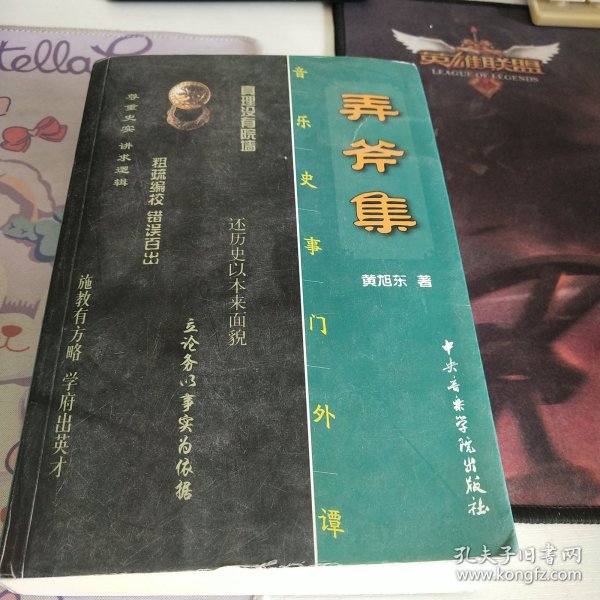 弄斧集
音乐史事门外谭
黄旭东 著
中央音乐学院出版社
真理没有院墙
尊重史实 讲求逻辑
粗疏编校 错误百出
还历史以本来面貌
立论务以事实为依据
施教有方略 学府出英才
tella
英雄联盟
LEAGUE OF LEGENDS
孔夫子旧书网
www.kongfz.com